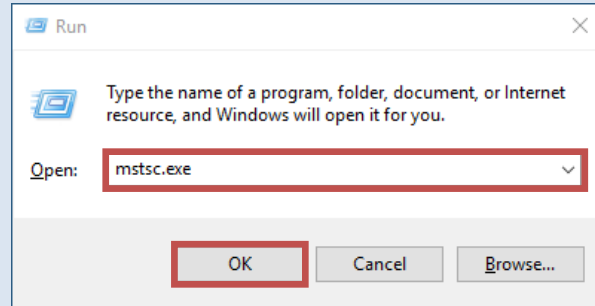 Run
Type the name of a program, folder, document, or Internet
resource, and Windows will open it for you.
Open: mstsc.exe
OK Cancel Browse...